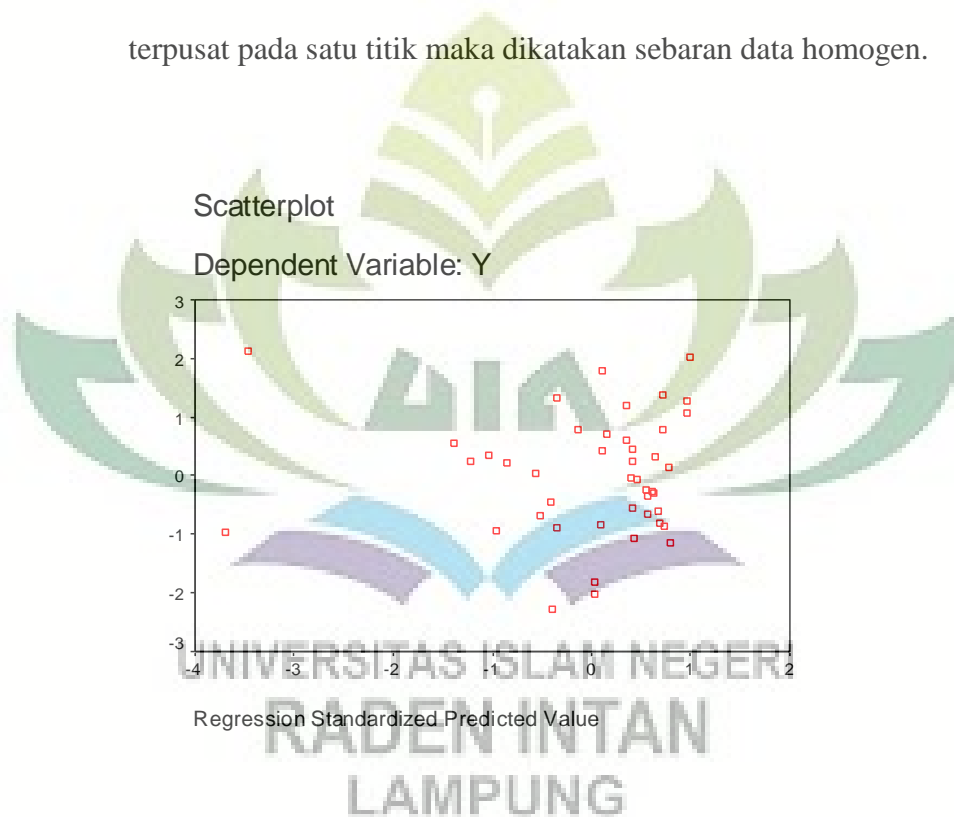 terpusat pada satu titik maka dikatakan sebaran data homogen.
Scatterplot
Dependent Variable: Y
3
2
1
0
-1
-2
-3
-4
-3
-2
-1
0
1
2
Regression Standardized Predicted Value
UIN
UNIVERSITAS ISLAM NEGERI
RADEN INTAN
LAMPUNG